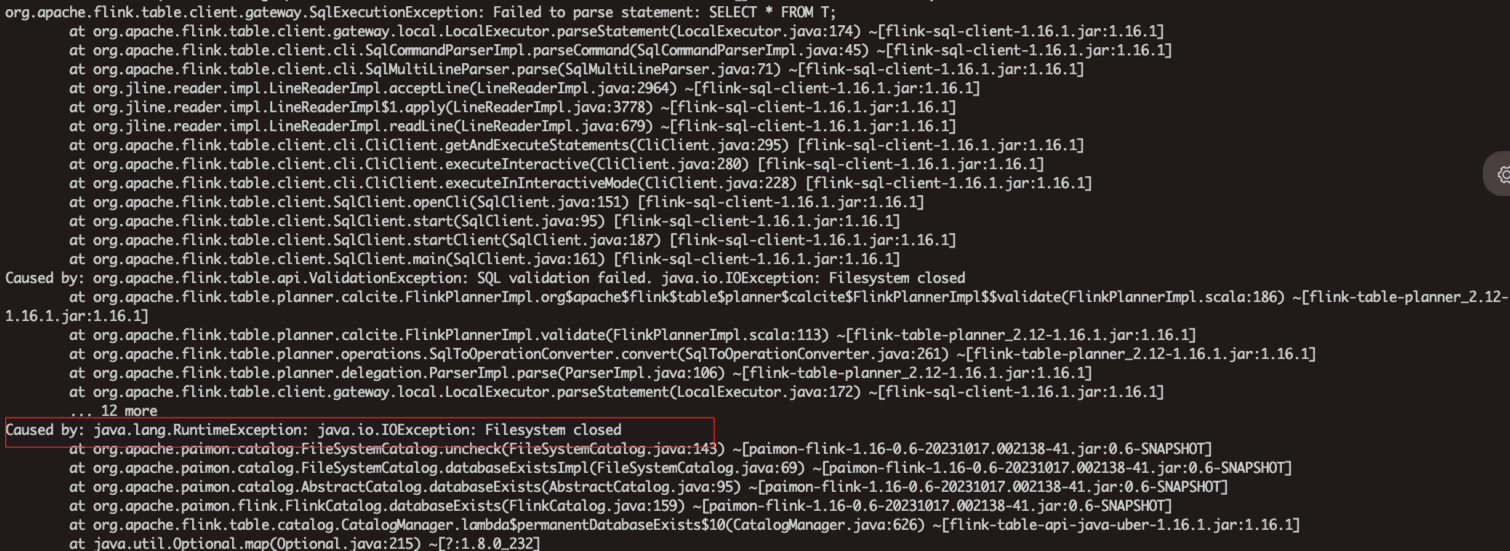 org.apache.flink.table.client.gateway.SqlExecutionException: Failed to parse statement: SELECT * FROM T;
at org.apache.flink.table.client.gateway.local.LocalExecutor.parseStatement(LocalExecutor.java:174) ~[flink-sql-client-1.16.1.jar:1.16.1]
at org.apache.flink.table.client.cli.SqlCommandParserImpl.parseCommand(SqlCommandParserImpl.java:45) ~[flink-sql-client-1.16.1.jar:1.16.1]
at org.apache.flink.table.client.cli.SqlMultiLineParser.parse(SqlMultiLineParser.java:71) ~[flink-sql-client-1.16.1.jar:1.16.1]
at org.jline.reader.impl.LineReaderImpl.acceptLine(LineReaderImpl.java:2964) ~[flink-sql-client-1.16.1.jar:1.16.1]
at org.jline.reader.impl.LineReaderImpl$1.apply(LineReaderImpl.java:3778) ~[flink-sql-client-1.16.1.jar:1.16.1]
at org.jline.reader.impl.LineReaderImpl.readLine(LineReaderImpl.java:679) ~[flink-sql-client-1.16.1.jar:1.16.1]
at org.apache.flink.table.client.cli.CliClient.getAndExecuteStatements(CliClient.java:295) [flink-sql-client-1.16.1.jar:1.16.1]
at org.apache.flink.table.client.cli.CliClient.executeInteractive(CliClient.java:280) [flink-sql-client-1.16.1.jar:1.16.1]
at org.apache.flink.table.client.cli.CliClient.executeInInteractiveMode(CliClient.java:228) [flink-sql-client-1.16.1.jar:1.16.1]
at org.apache.flink.table.client.SqlClient.openCli(SqlClient.java:151) [flink-sql-client-1.16.1.jar:1.16.1]
at org.apache.flink.table.client.SqlClient.start(SqlClient.java:95) [flink-sql-client-1.16.1.jar:1.16.1]
at org.apache.flink.table.client.SqlClient.startClient(SqlClient.java:187) [flink-sql-client-1.16.1.jar:1.16.1]
at org.apache.flink.table.client.SqlClient.main(SqlClient.java:161) [flink-sql-client-1.16.1.jar:1.16.1]
Caused by: org.apache.flink.table.api.ValidationException: SQL validation failed. java.io.IOException: Filesystem closed
at org.apache.flink.table.planner.calcite.FlinkPlannerImpl.org$apache$flink$table$planner$calcite$FlinkPlannerImpl$$validate(FlinkPlannerImpl.scala:186) ~[flink-table-planner_2.12-
1.16.1.jar:1.16.1]
at org.apache.flink.table.planner.calcite.FlinkPlannerImpl.validate(FlinkPlannerImpl.scala:113) ~[flink-table-planner_2.12-1.16.1.jar:1.16.1]
at org.apache.flink.table.planner.operations.SqlToOperationConverter.convert(SqlToOperationConverter.java:261) ~[flink-table-planner_2.12-1.16.1.jar:1.16.1]
at org.apache.flink.table.planner.delegation.ParserImpl.parse(ParserImpl.java:106) ~[flink-table-planner_2.12-1.16.1.jar:1.16.1]
at org.apache.flink.table.client.gateway.local.LocalExecutor.parseStatement(LocalExecutor.java:172) ~[flink-sql-client-1.16.1.jar:1.16.1]
... 12 more
Caused by: java.lang.RuntimeException: java.io.IOException: Filesystem closed
at org.apache.paimon.catalog.FileSystemCatalog.uncheck(FileSystemCatalog.java:143) ~[paimon-flink-1.16-0.6-20231017.002138-41.jar:0.6-SNAPSHOT]
at org.apache.paimon.catalog.FileSystemCatalog.databaseExistsImpl(FileSystemCatalog.java:69) ~[paimon-flink-1.16-0.6-20231017.002138-41.jar:0.6-SNAPSHOT]
at org.apache.paimon.catalog.AbstractCatalog.databaseExists(AbstractCatalog.java:95) ~[paimon-flink-1.16-0.6-20231017.002138-41.jar:0.6-SNAPSHOT]
at org.apache.paimon.flink.FlinkCatalog.databaseExists(FlinkCatalog.java:159) ~[paimon-flink-1.16-0.6-20231017.002138-41.jar:0.6-SNAPSHOT]
at org.apache.flink.table.catalog.CatalogManager.lambda$permanentDatabaseExists$10(CatalogManager.java:626) ~[flink-table-api-java-uber-1.16.1.jar:1.16.1]
at java.util.Optional.map(Optional.java:215) ~[?:1.8.0_232]